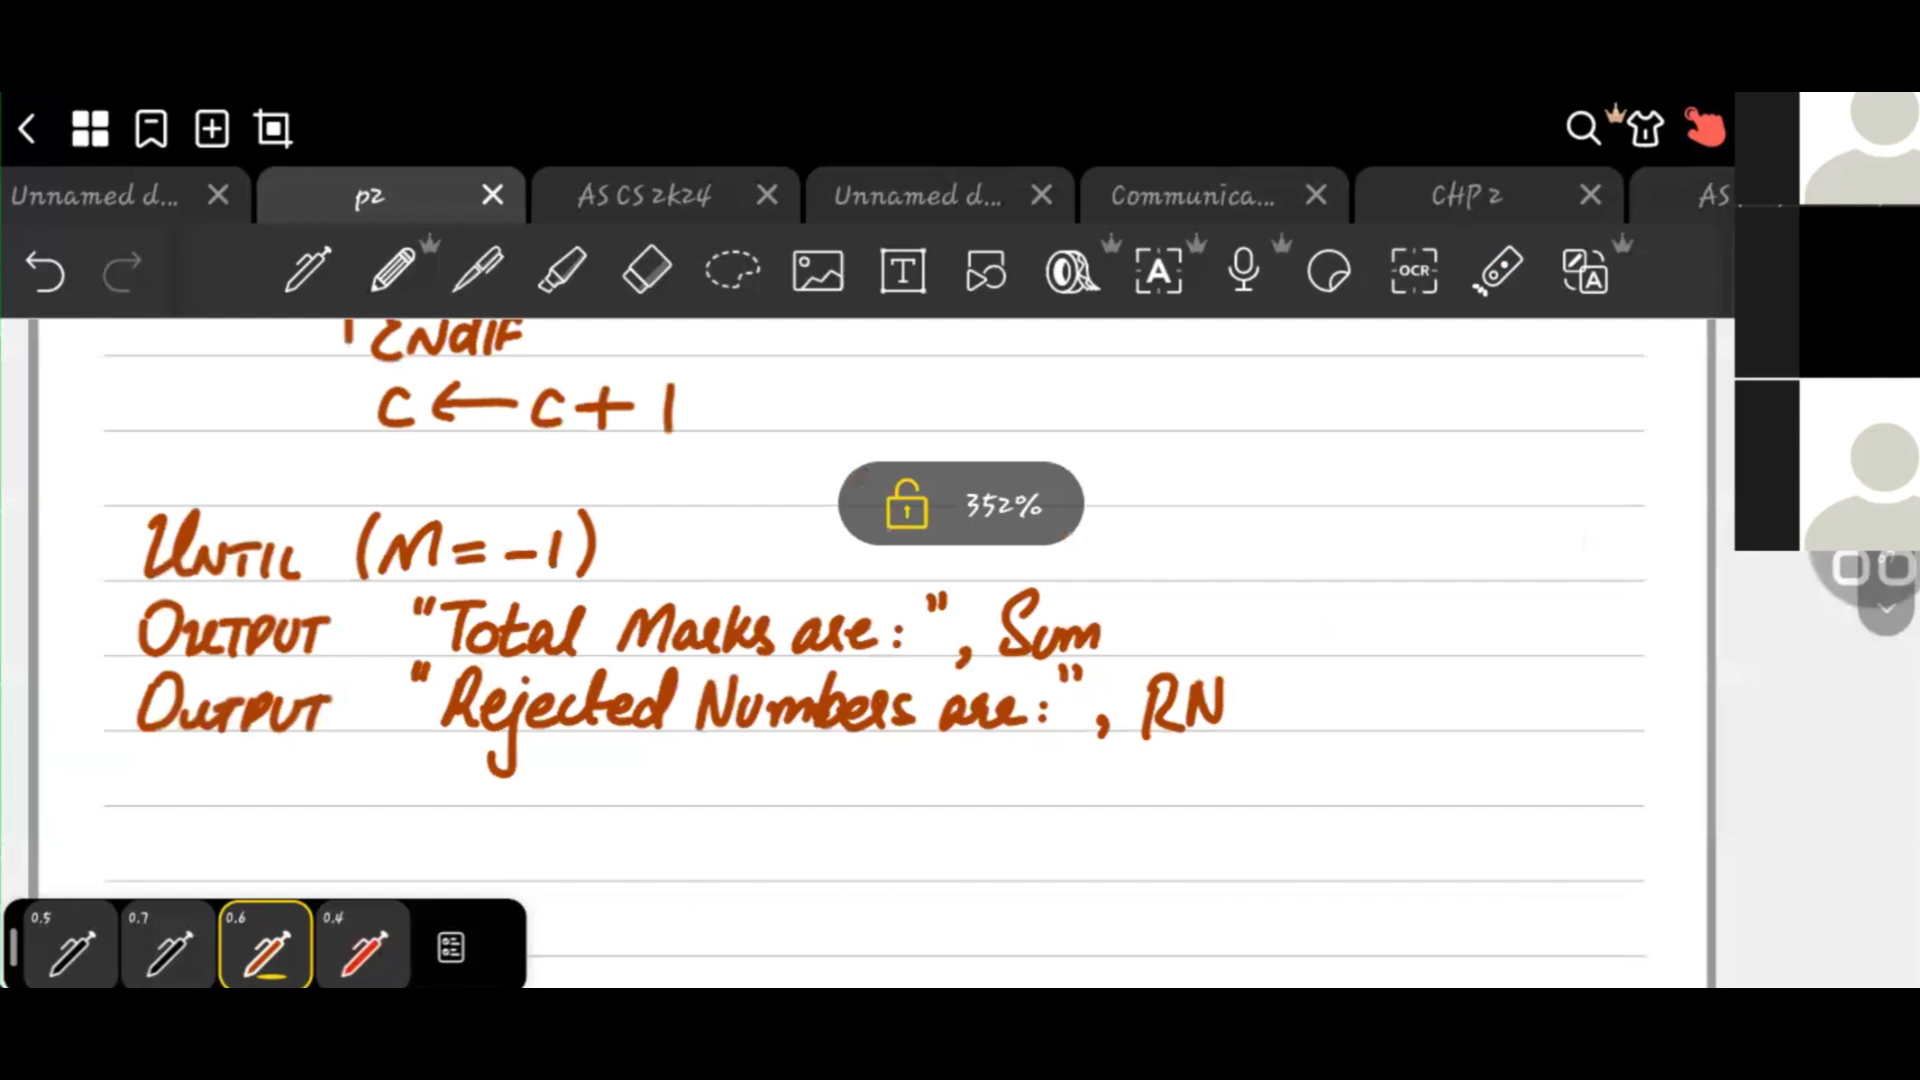 Unnamed d...
p2
AS CS 2k24
Unnamed d...
Communica...
CHP 2
AS
T
A
OCR
A
ENdIF
C ← C + 1
352%
UNTIL (M = -1)
OUTPUT "Total Marks are:", Sum
OUTPUT "Rejected Numbers are:", RN
0.5
0.7
0.6
0.4